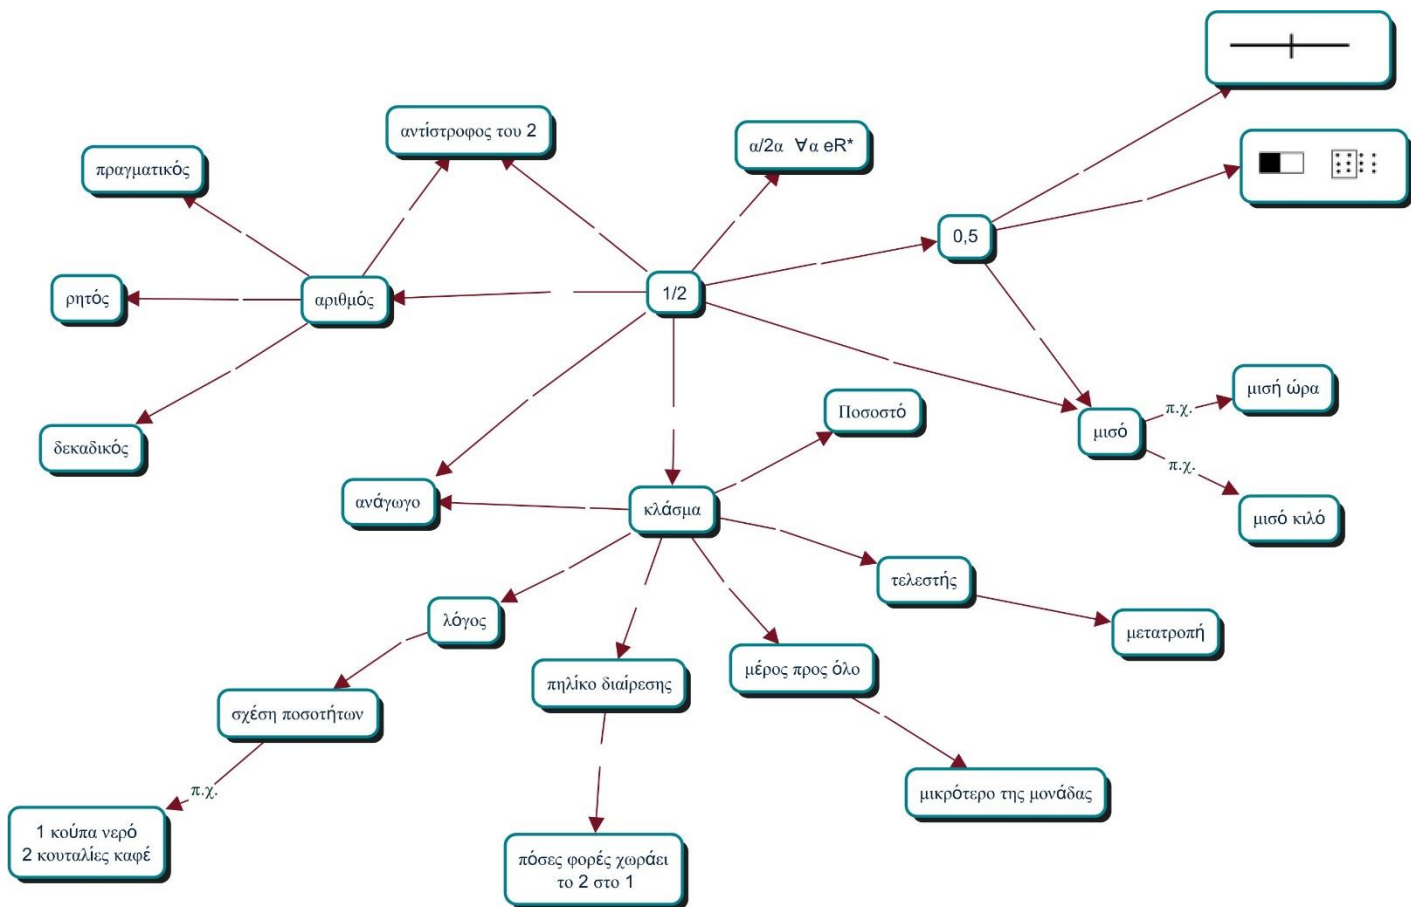 αντίστροφος του 2
α/2α ∀α eR*
πραγματικός
0,5
ρητός
αριθμός
1/2
μισή ώρα
π.χ.
Ποσοστό
μισό
δεκαδικός
π.χ.
ανάγωγο
κλάσμα
μισό κιλό
τελεστής
λόγος
μετατροπή
μέρος προς όλο
πηλίκο διαίρεσης
σχέση ποσοτήτων
π.χ.
μικρότερο της μονάδας
1 κούπα νερό
2 κουταλίες καφέ
πόσες φορές χωράει
το 2 στο 1